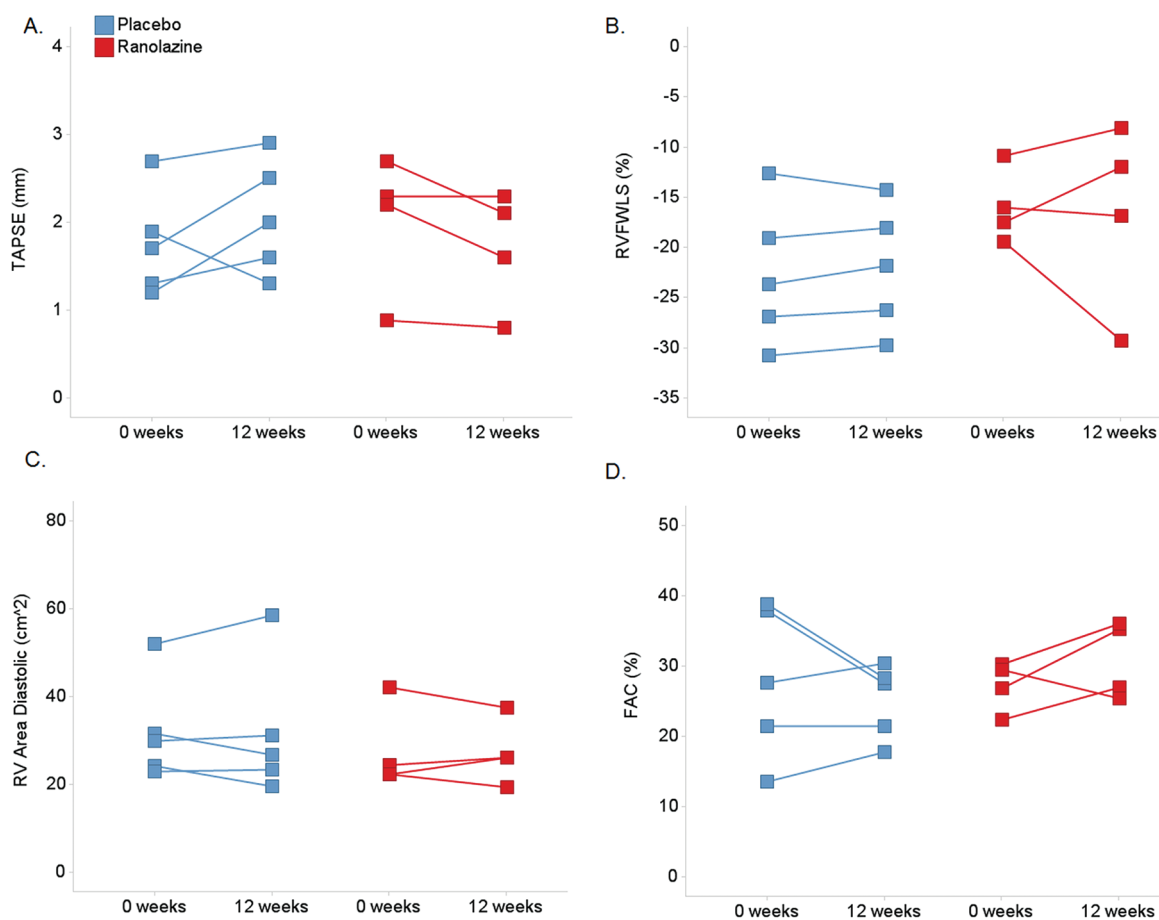 A.
Placebo
Ranolazine
4
3
2
1
0
TAPSE (mm)
0 weeks 12 weeks 0 weeks 12 weeks
B.
0
-5
-10
-15
-20
-25
-30
-35
RVFWLS (%)
0 weeks 12 weeks 0 weeks 12 weeks
C.
80
60
40
20
0
RV Area Diastolic (cm^2)
0 weeks 12 weeks 0 weeks 12 weeks
D.
50
40
30
20
10
0
FAC (%)
0 weeks 12 weeks 0 weeks 12 weeks